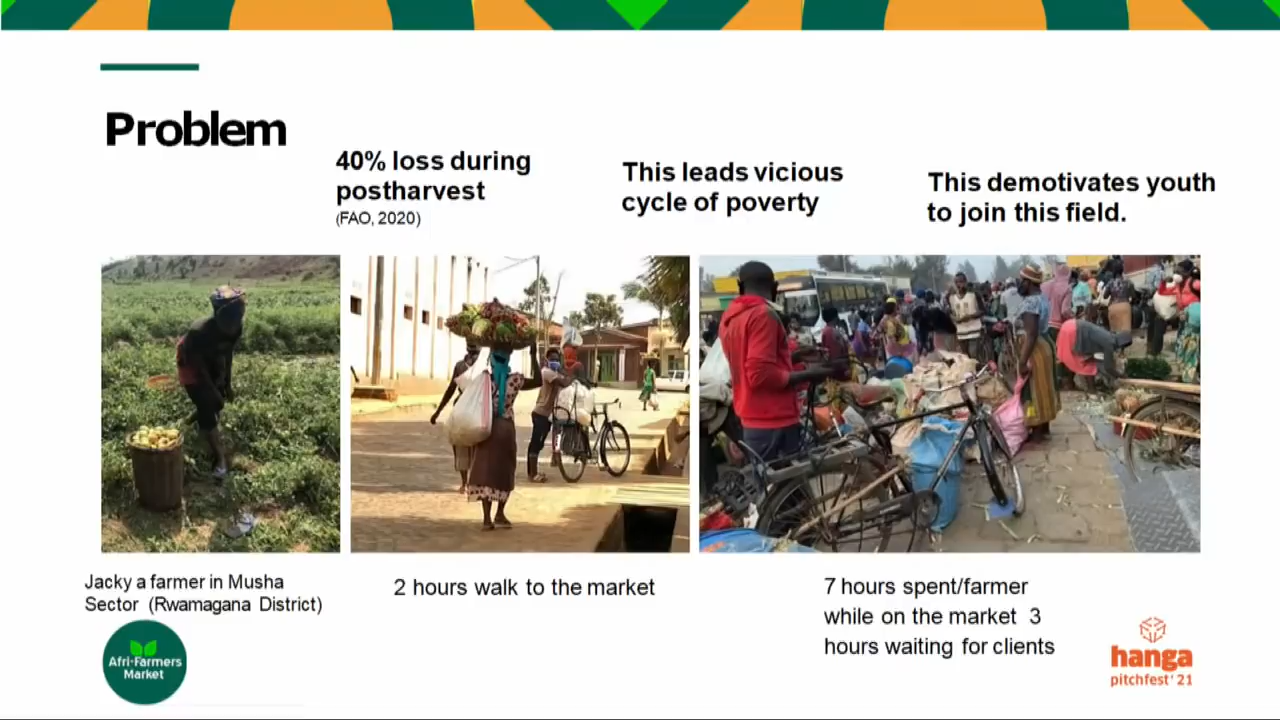 Problem
40% loss during
postharvest
(FAO, 2020)
This leads vicious
cycle of poverty
This demotivates youth
to join this field.
Jacky a farmer in Musha
Sector (Rwamagana District)
2 hours walk to the market
7 hours spent/farmer
while on the market 3
hours waiting for clients
Afri-Farmers
Market
hanga
pitchfest' 21